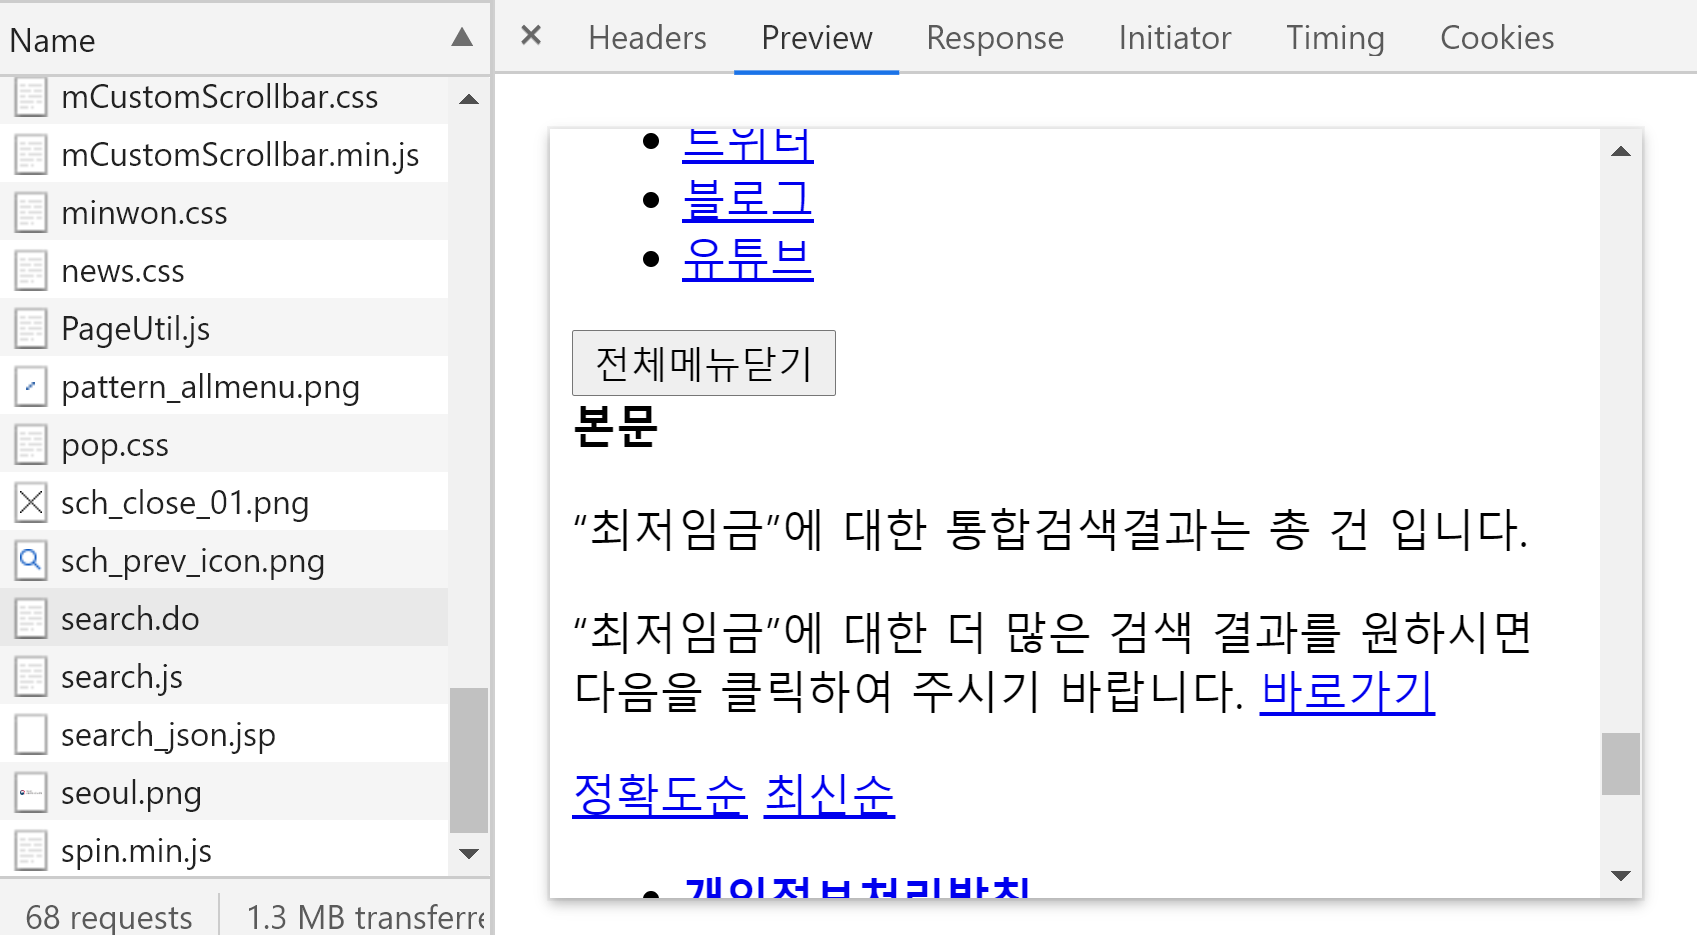 Name
mCustomScrollbar.css
mCustomScrollbar.min.js
minwon.css
news.css
PageUtil.js
pattern_allmenu.png
pop.css
sch_close_01.png
sch_prev_icon.png
search.do
search.js
search_json.jsp
seoul.png
spin.min.js
68 requests
1.3 MB transferre
Headers Preview Response Initiator Timing Cookies
트위터
블로그
유튜브
전체메뉴닫기
본문
“최저임금”에 대한 통합검색결과는 총 건 입니다.
“최저임금”에 대한 더 많은 검색 결과를 원하시면
다음을 클릭하여 주시기 바랍니다. 바로가기
정확도순 최신순
개인정보처리방침